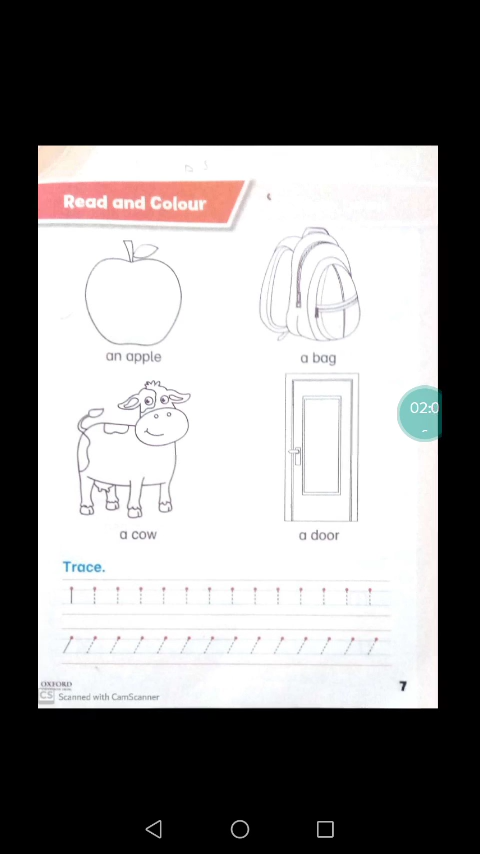 Read and Colour
an apple
a bag
02:0
a cow
a door
Trace.
OXFORD
7
CS Scanned with CamScanner